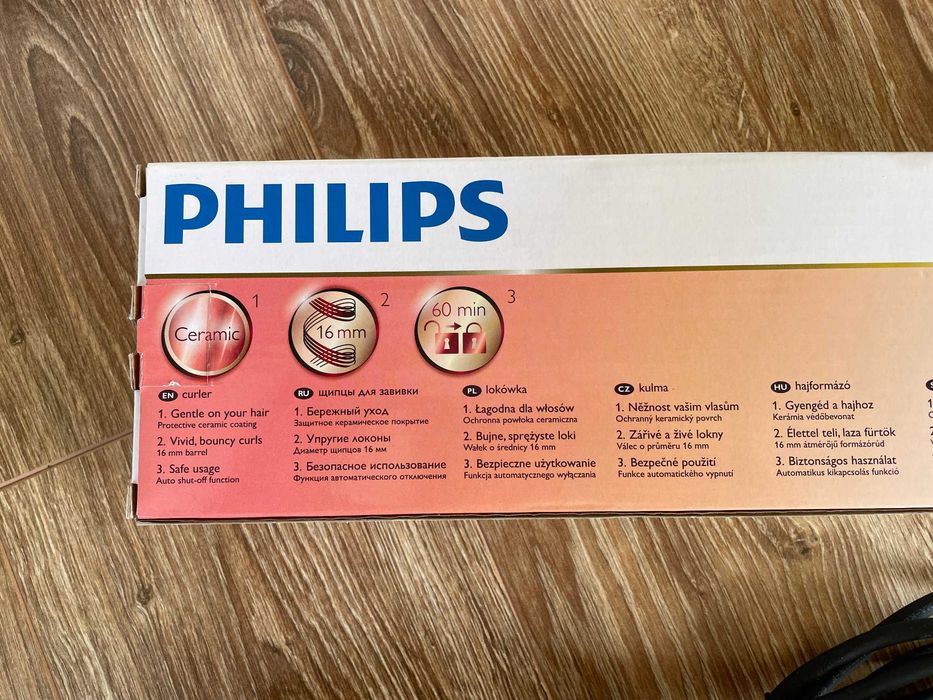 PHILIPS
Ceramic
1
16 mm
2
60 min
3
EN curler
1. Gentle on your hair
Protective ceramic coating
2. Vivid, bouncy curls
16 mm barrel
3. Safe usage
Auto shut-off function
RU щипцы для завивки
1. Бережный уход
Защитное керамическое покрытие
2. Упругие локоны
Диаметр щипцов 16 мм
3. Безопасное использование
Функция автоматического отключения
PL lokówka
1. Łagodna dla włosów
Ochronna powłoka ceramiczna
2. Bujne, sprężyste loki
Wałek o średnicy 16 mm
3. Bezpieczne użytkowanie
Funkcja automatycznego wyłączania
CZ kulma
1. Něžnost vašim vlasům
Ochranný keramický povrch
2. Zářivé a živé lokny
Válec o průměru 16 mm
3. Bezpečné použití
Funkce automatického vypnutí
HU hajformázó
1. Gyengéd a hajhoz
Kerámia védőbevonat
2. Élettel teli, laza fürtök
16 mm átmérőjű formázórúd
3. Biztonságos használat
Automatikus kikapcsolás funkció